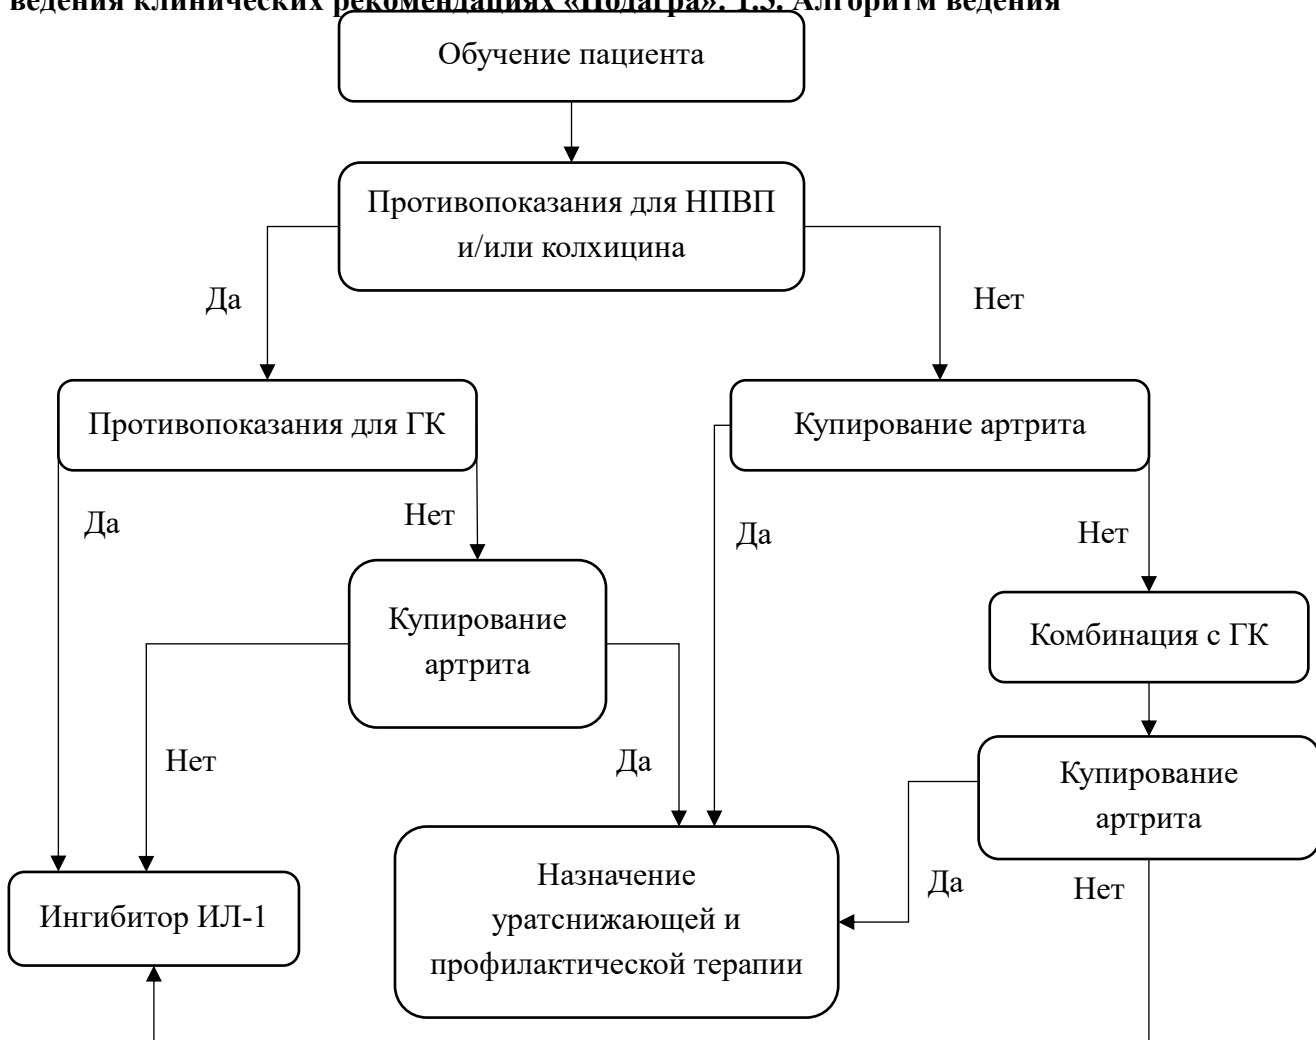 ведения клинических рекомендациях «Подагра». 1.3. Алгоритм ведения
Обучение пациента
Противопоказания для НПВП
и/или колхицина
Да
Нет
Противопоказания для ГК
Купирование артрита
Да
Нет
Да
Нет
Купирование
артрита
Комбинация с ГК
Нет
Да
Купирование
артрита
Да
Нет
Назначение
уратснижающей и
профилактической терапии
Ингибитор ИЛ-1